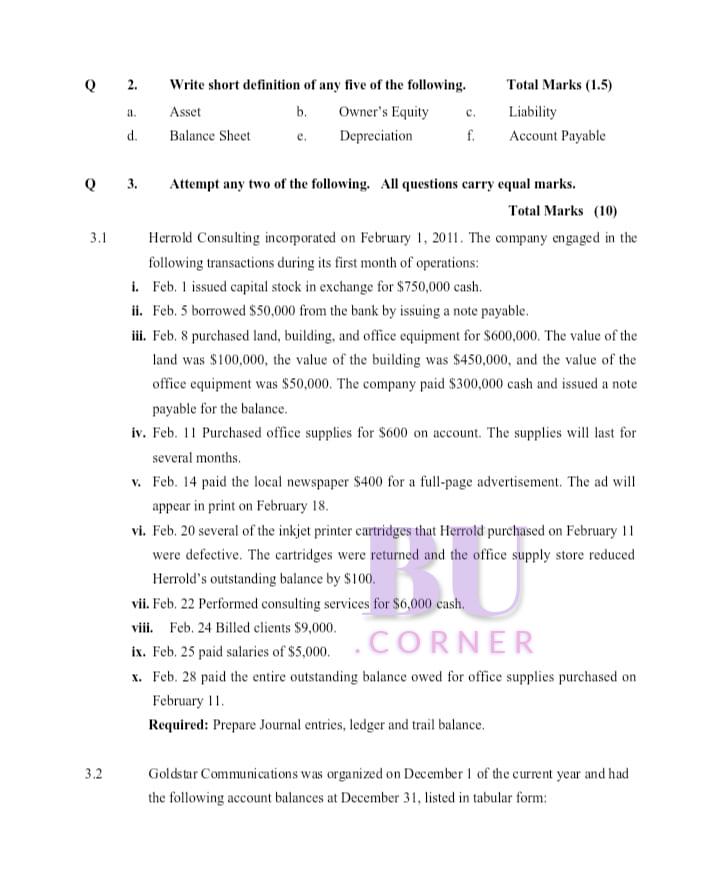 Q 2. Write short definition of any five of the following. Total Marks (1.5)
a. Asset b. Owner's Equity c. Liability
d. Balance Sheet e. Depreciation f. Account Payable
Q 3. Attempt any two of the following. All questions carry equal marks.
Total Marks (10)
3.1 Herrold Consulting incorporated on February 1, 2011. The company engaged in the
following transactions during its first month of operations:
i. Feb. 1 issued capital stock in exchange for $750,000 cash.
ii. Feb. 5 borrowed $50,000 from the bank by issuing a note payable.
iii. Feb. 8 purchased land, building, and office equipment for $600,000. The value of the
land was $100,000, the value of the building was $450,000, and the value of the
office equipment was $50,000. The company paid $300,000 cash and issued a note
payable for the balance.
iv. Feb. 11 Purchased office supplies for $600 on account. The supplies will last for
several months.
v. Feb. 14 paid the local newspaper $400 for a full-page advertisement. The ad will
appear in print on February 18.
vi. Feb. 20 several of the inkjet printer cartridges that Herrold purchased on February 11
were defective. The cartridges were returned and the office supply store reduced
Herrold's outstanding balance by $100.
vii. Feb. 22 Performed consulting services for $6,000 cash.
viii. Feb. 24 Billed clients $9,000.
ix. Feb. 25 paid salaries of $5,000.
x. Feb. 28 paid the entire outstanding balance owed for office supplies purchased on
February 11.
Required: Prepare Journal entries, ledger and trail balance.
3.2 Goldstar Communications was organized on December 1 of the current year and had
the following account balances at December 31, listed in tabular form:
BU
.CORNER